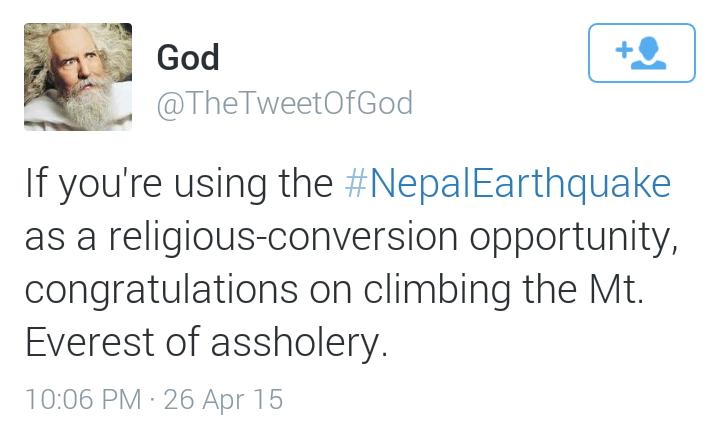 God
@TheTweetOfGod
If you're using the #NepalEarthquake
as a religious-conversion opportunity,
congratulations on climbing the Mt.
Everest of assholery.
10:06 PM · 26 Apr 15